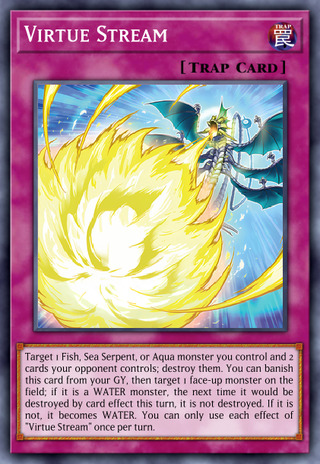 Virtue Stream
TRAP
罠
[Trap Card]
Target 1 Fish, Sea Serpent, or Aqua monster you control and 2
cards your opponent controls; destroy them. You can banish
this card from your GY, then target 1 face-up monster on the
field; if it is a WATER monster, the next time it would be
destroyed by card effect this turn, it is not destroyed. If it is
not, it becomes WATER. You can only use each effect of
"Virtue Stream" once per turn.